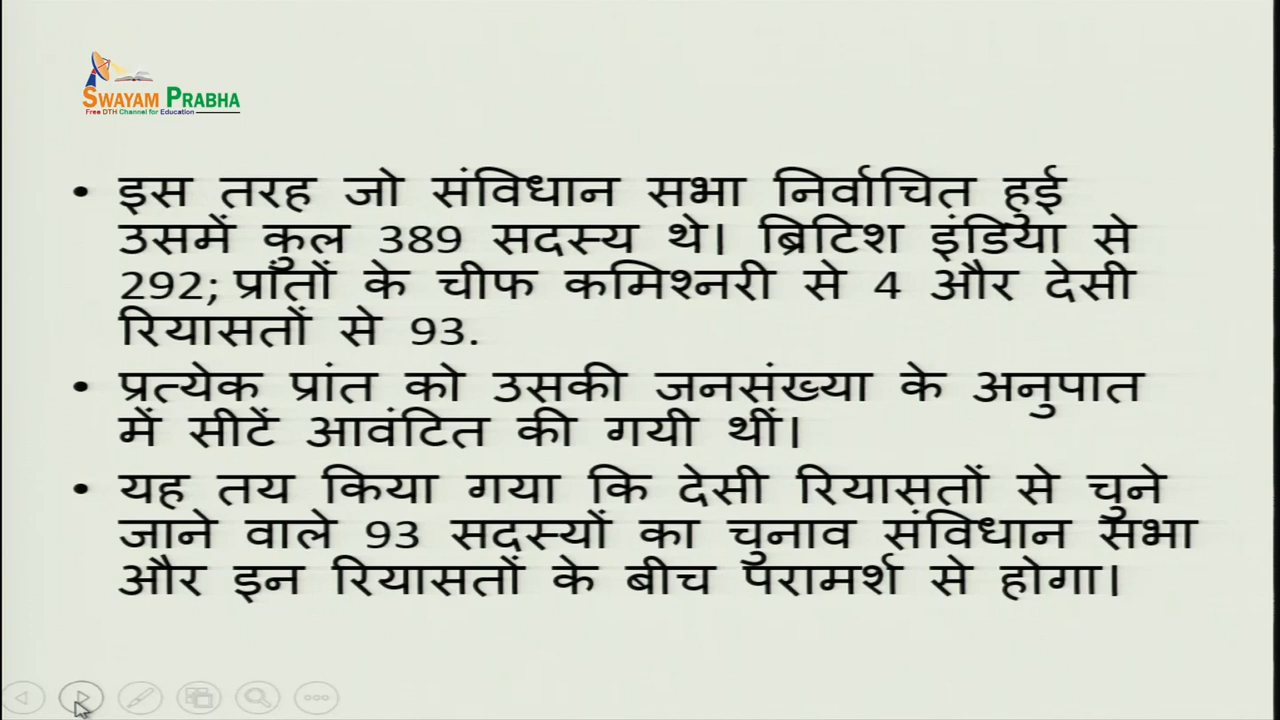 SWAYAM PRABHA
Free DTH Channel for Education
• इस तरह जो संविधान सभा निर्वाचित हुई
उसमें कुल 389 सदस्य थे। ब्रिटिश इंडिया से
292; प्रांतों के चीफ कमिश्नरी से 4 और देसी
रियासतों से 93.
• प्रत्येक प्रांत को उसकी जनसंख्या के अनुपात
में सीटें आवंटित की गयी थीं।
• यह तय किया गया कि देसी रियासतों से चुने
जाने वाले 93 सदस्यों का चुनाव संविधान सभा
और इन रियासतों के बीच परामर्श से होगा।